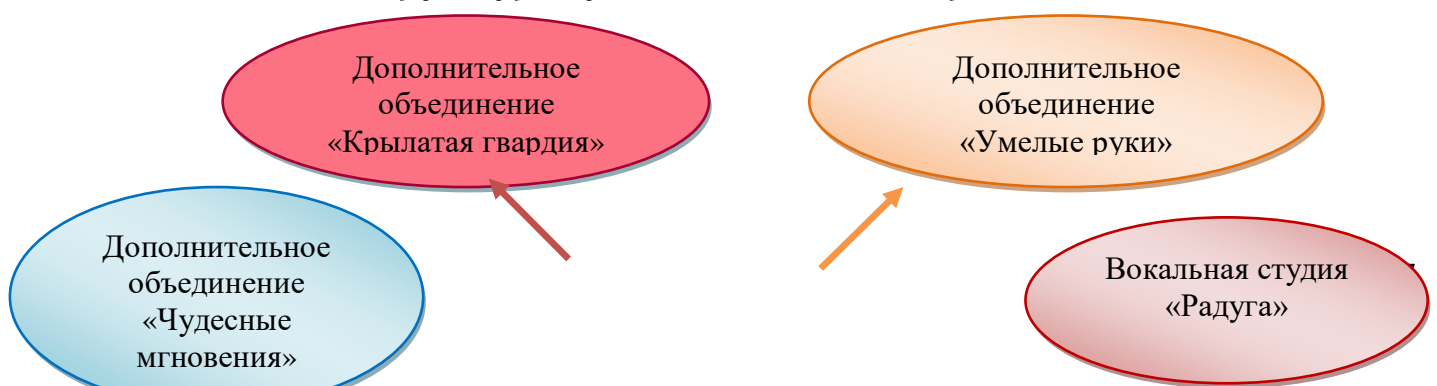 Дополнительное
объединение
«Крылатая гвардия»
Дополнительное
объединение
«Умелые руки»
Дополнительное
объединение
«Чудесные
мгновения»
Вокальная студия
«Радуга»